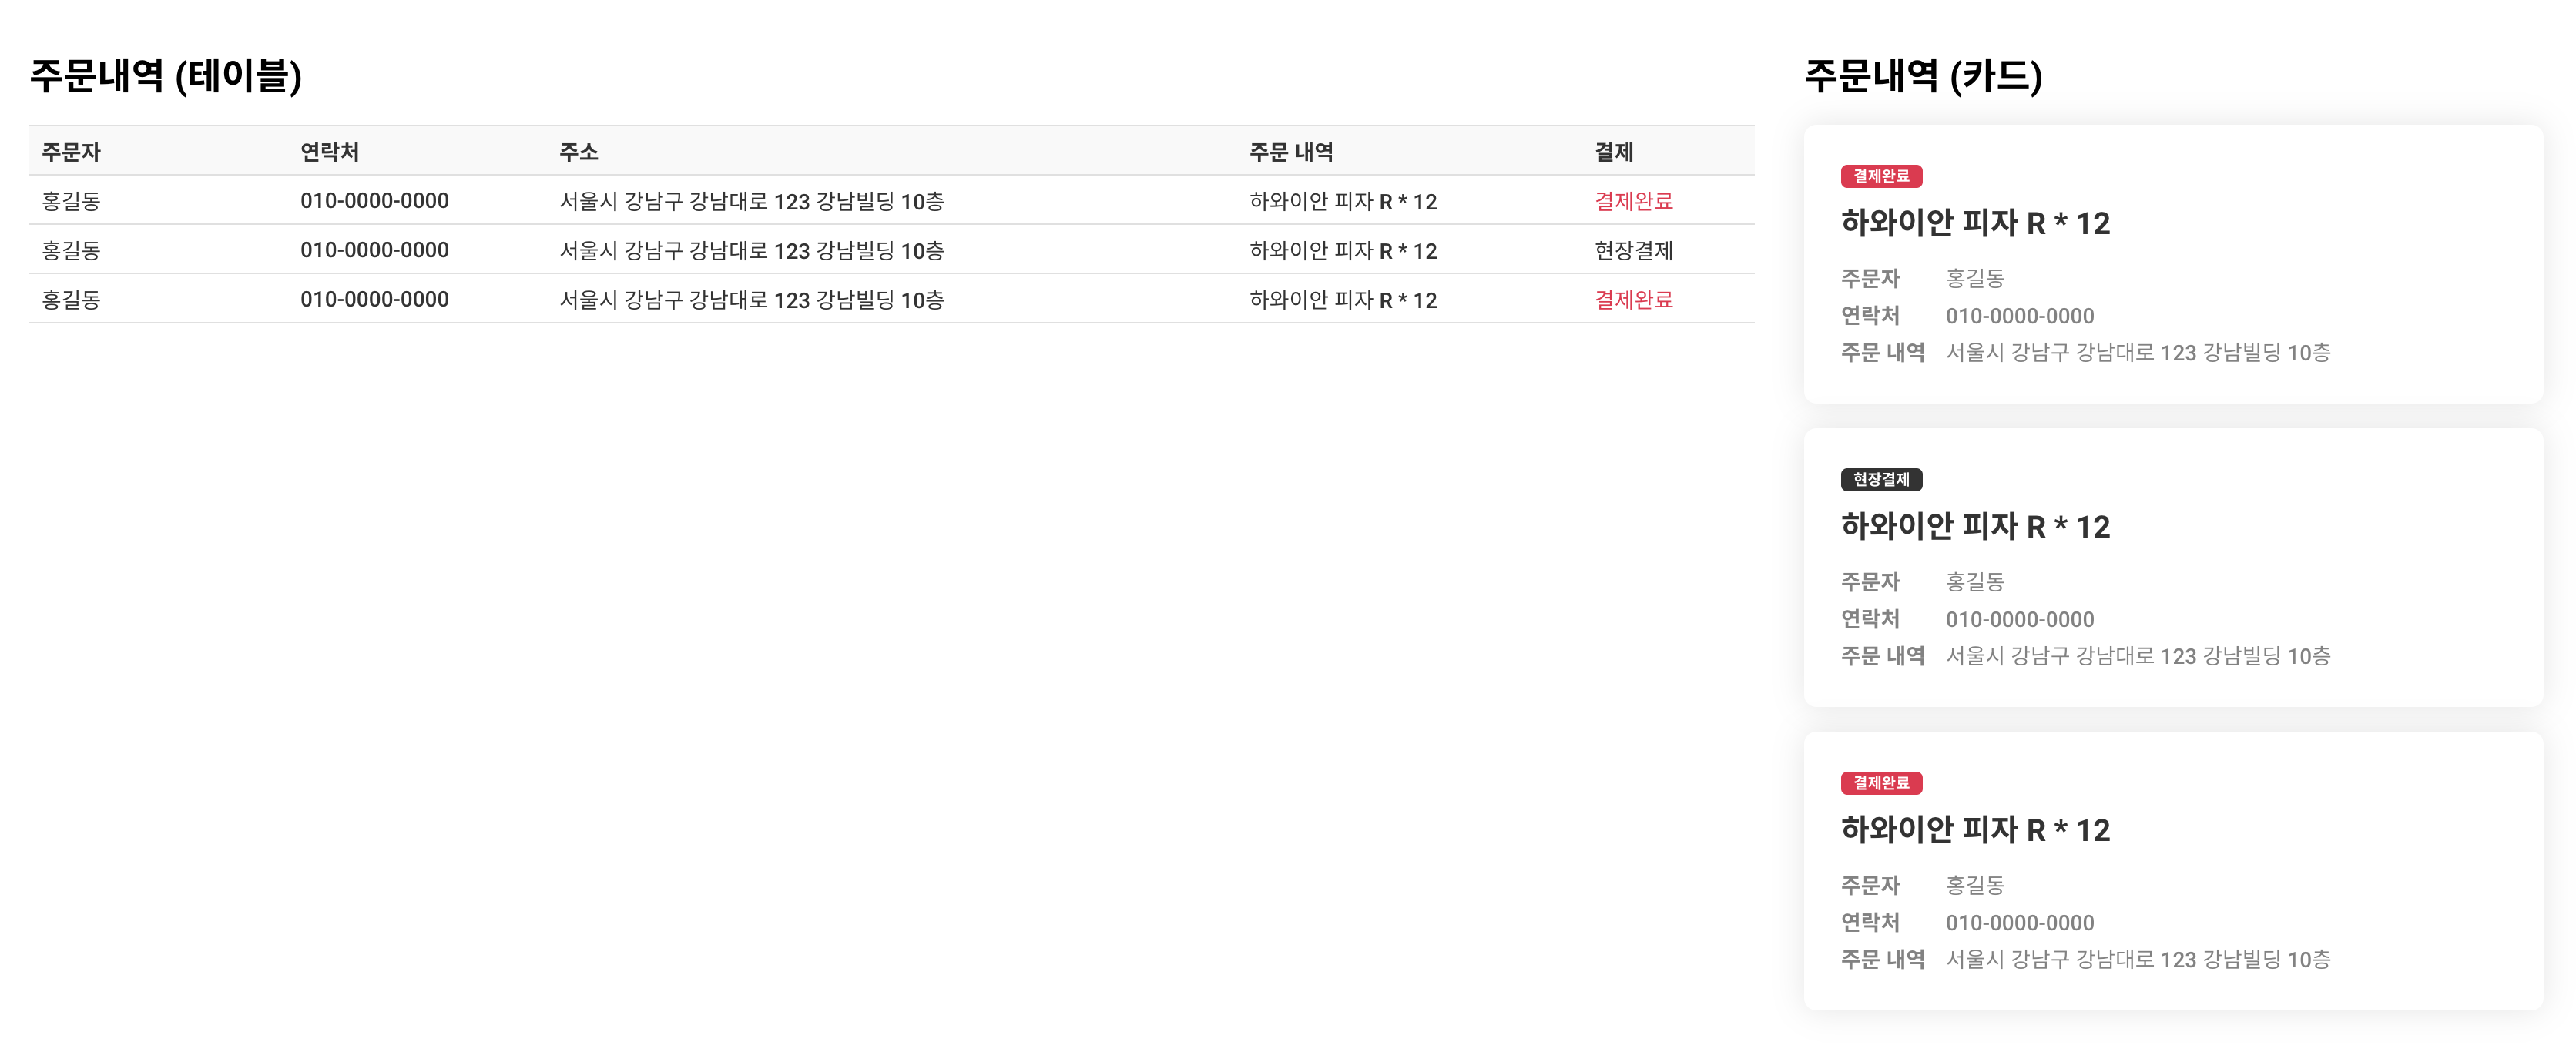 주문내역 (테이블)
주문자 연락처 주소 주문 내역 결제
홍길동 010-0000-0000 서울시 강남구 강남대로 123 강남빌딩 10층 하와이안 피자 R * 12 결제완료
홍길동 010-0000-0000 서울시 강남구 강남대로 123 강남빌딩 10층 하와이안 피자 R * 12 현장결제
홍길동 010-0000-0000 서울시 강남구 강남대로 123 강남빌딩 10층 하와이안 피자 R * 12 결제완료
주문내역 (카드)
결제완료
하와이안 피자 R * 12
주문자 홍길동
연락처 010-0000-0000
주문 내역 서울시 강남구 강남대로 123 강남빌딩 10층
현장결제
하와이안 피자 R * 12
주문자 홍길동
연락처 010-0000-0000
주문 내역 서울시 강남구 강남대로 123 강남빌딩 10층
결제완료
하와이안 피자 R * 12
주문자 홍길동
연락처 010-0000-0000
주문 내역 서울시 강남구 강남대로 123 강남빌딩 10층